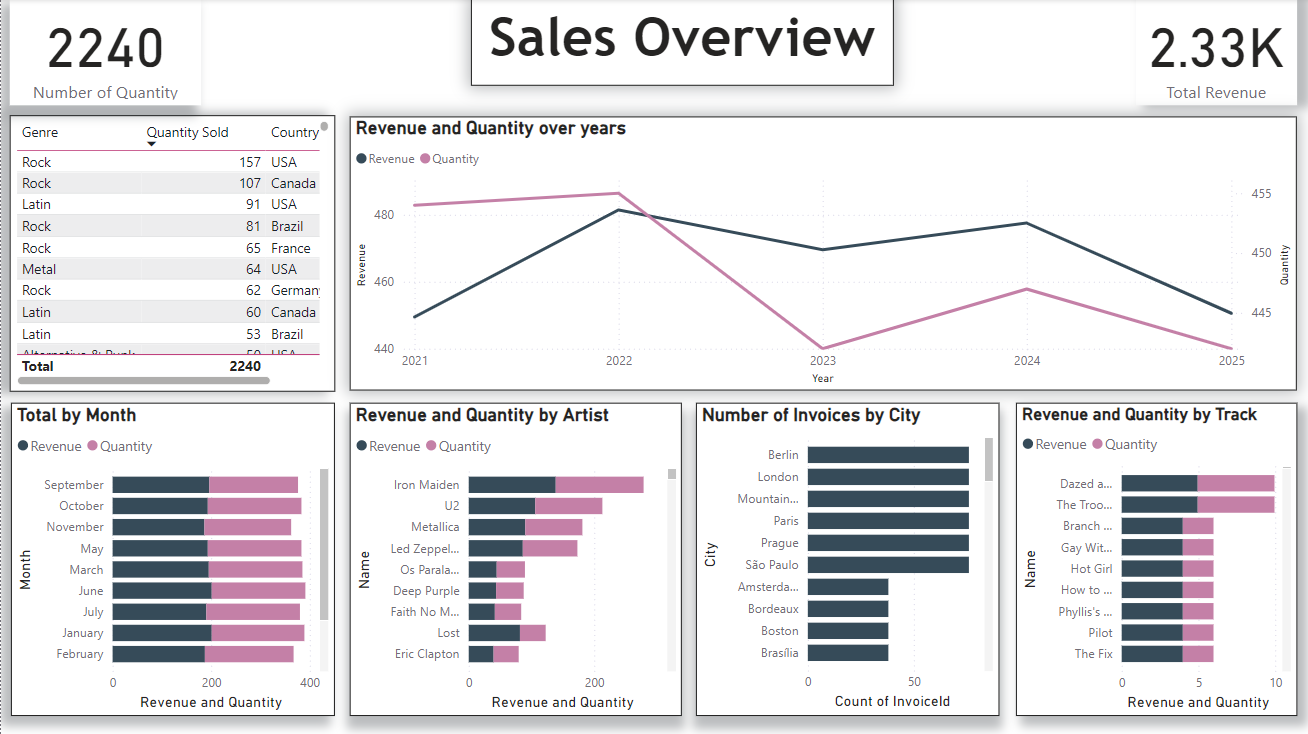 2240
Number of Quantity
Sales Overview
2.33K
Total Revenue
Genre Quantity Sold Country
Rock 157 USA
Rock 107 Canada
Latin 91 USA
Rock 81 Brazil
Rock 65 France
Metal 64 USA
Rock 62 Germany
Latin 60 Canada
Latin 53 Brazil
Alternative & Punk 50 USA
Total 2240
Revenue and Quantity over years
Revenue Quantity
480
460
440
Revenue
455
450
445
Quantity
2021 2022 2023 2024 2025
Year
Total by Month
Revenue Quantity
Month
September
October
November
May
March
June
July
January
February
0 200 400
Revenue and Quantity
Revenue and Quantity by Artist
Revenue Quantity
Name
Iron Maiden
U2
Metallica
Led Zeppel...
Os Parala...
Deep Purple
Faith No M...
Lost
Eric Clapton
0 200
Revenue and Quantity
Number of Invoices by City
City
Berlin
London
Mountain...
Paris
Prague
São Paulo
Amsterda...
Bordeaux
Boston
Brasília
0 50
Count of InvoiceId
Revenue and Quantity by Track
Revenue Quantity
Name
Dazed a...
The Troo...
Branch ...
Gay Wit...
Hot Girl
How to ...
Phyllis's ...
Pilot
The Fix
0 5 10
Revenue and Quantity